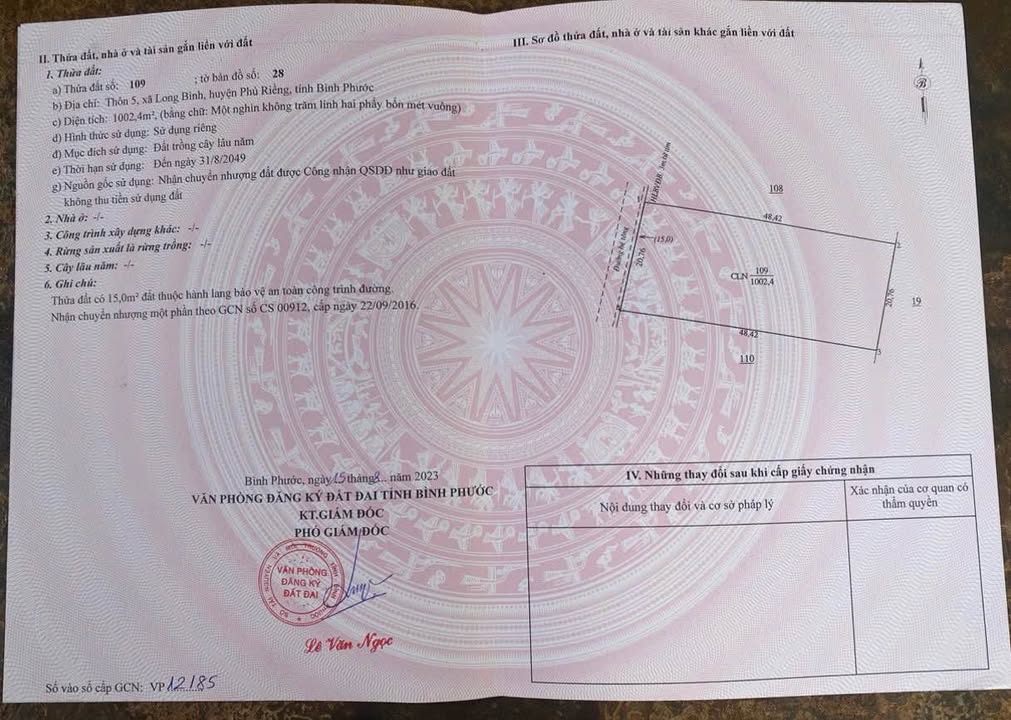 II. Thửa đất, nhà ở và tài sản gắn liền với đất
1. Thửa đất:
a) Thửa đất số: 109 ; tờ bản đồ số: 28
b) Địa chỉ: Thôn 5, xã Long Bình, huyện Phú Riềng, tỉnh Bình Phước
c) Diện tích: 1002,4m², (bằng chữ: Một nghìn không trăm linh hai phẩy bốn mét vuông)
d) Hình thức sử dụng: Sử dụng riêng
đ) Mục đích sử dụng: Đất trồng cây lâu năm
e) Thời hạn sử dụng: Đến ngày 31/8/2049
g) Nguồn gốc sử dụng: Nhận chuyển nhượng đất được Công nhận QSDĐ như giao đất
không thu tiền sử dụng đất
2. Nhà ở: -/-
3. Công trình xây dựng khác: -/-
4. Rừng sản xuất là rừng trồng: -/-
5. Cây lâu năm: -/-
6. Ghi chú:
Thửa đất có 15,0m² đất thuộc hành lang bảo vệ an toàn công trình đường.
Nhận chuyển nhượng một phần theo GCN số CS 00912, cấp ngày 22/09/2016.
Bình Phước, ngày 15 tháng 8.. năm 2023
VĂN PHÒNG ĐĂNG KÝ ĐẤT ĐAI TỈNH BÌNH PHƯỚC
KT.GIÁM ĐỐC
PHÓ GIÁM ĐỐC
VĂN PHÒNG
ĐĂNG KÝ
ĐẤT ĐAI
Lê Văn Ngọc
Số vào sổ cấp GCN: VP 12185
III. Sơ đồ thửa đất, nhà ở và tài sản khác gắn liền với đất
B
108
48,42
2
Đường bê tông
20,76
(15,0)
CLN 109
1002,4
20,76
19
48,42
3
110
IV. Những thay đổi sau khi cấp giấy chứng nhận
Nội dung thay đổi và cơ sở pháp lý
Xác nhận của cơ quan có
thẩm quyền